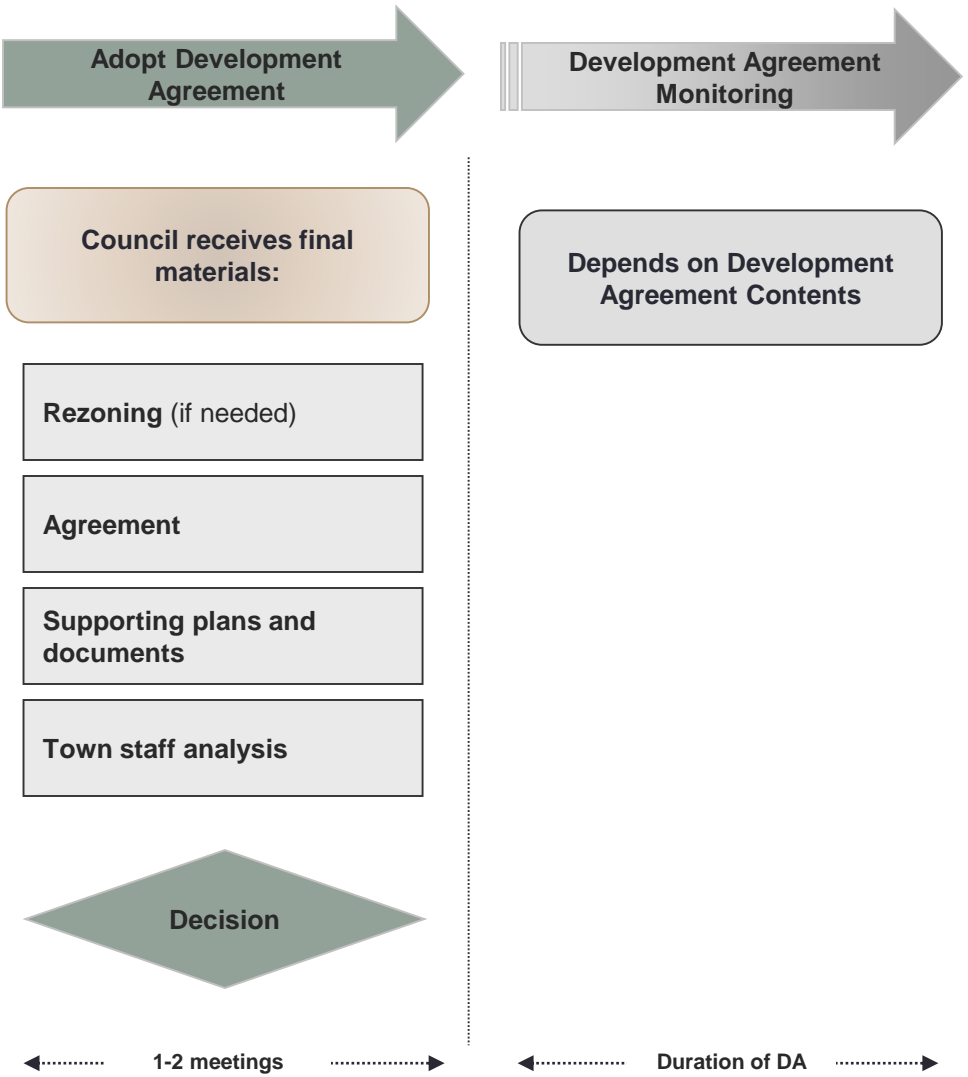 Adopt Development
Agreement
Development Agreement
Monitoring
Council receives final
materials:
Depends on Development
Agreement Contents
Rezoning (if needed)
Agreement
Supporting plans and
documents
Town staff analysis
Decision
1-2 meetings
Duration of DA